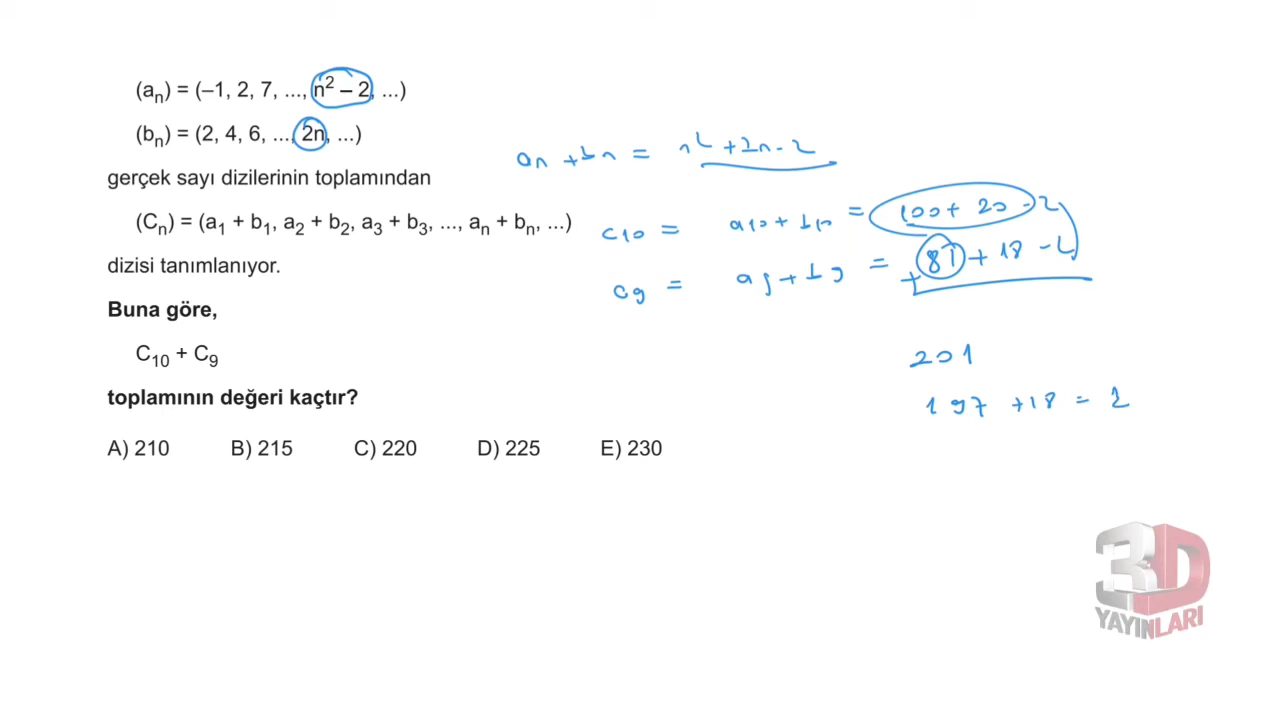 (an) = (–1, 2, 7, ..., n² – 2, ...)
(bn) = (2, 4, 6, ..., 2n, ...)
gerçek sayı dizilerinin toplamından
(Cn) = (a1 + b1, a2 + b2, a3 + b3, ..., an + bn, ...)
dizisi tanımlanıyor.
Buna göre,
C10 + C9
toplamının değeri kaçtır?
A) 210 B) 215 C) 220 D) 225 E) 230
an + bn = n² + 2n - 2
c10 = a10 + b10 = 100 + 20 - 2
c9 = a9 + b9 = 81 + 18 - 2
+
201
197 + 18 = 2
3D
YAYINLARI